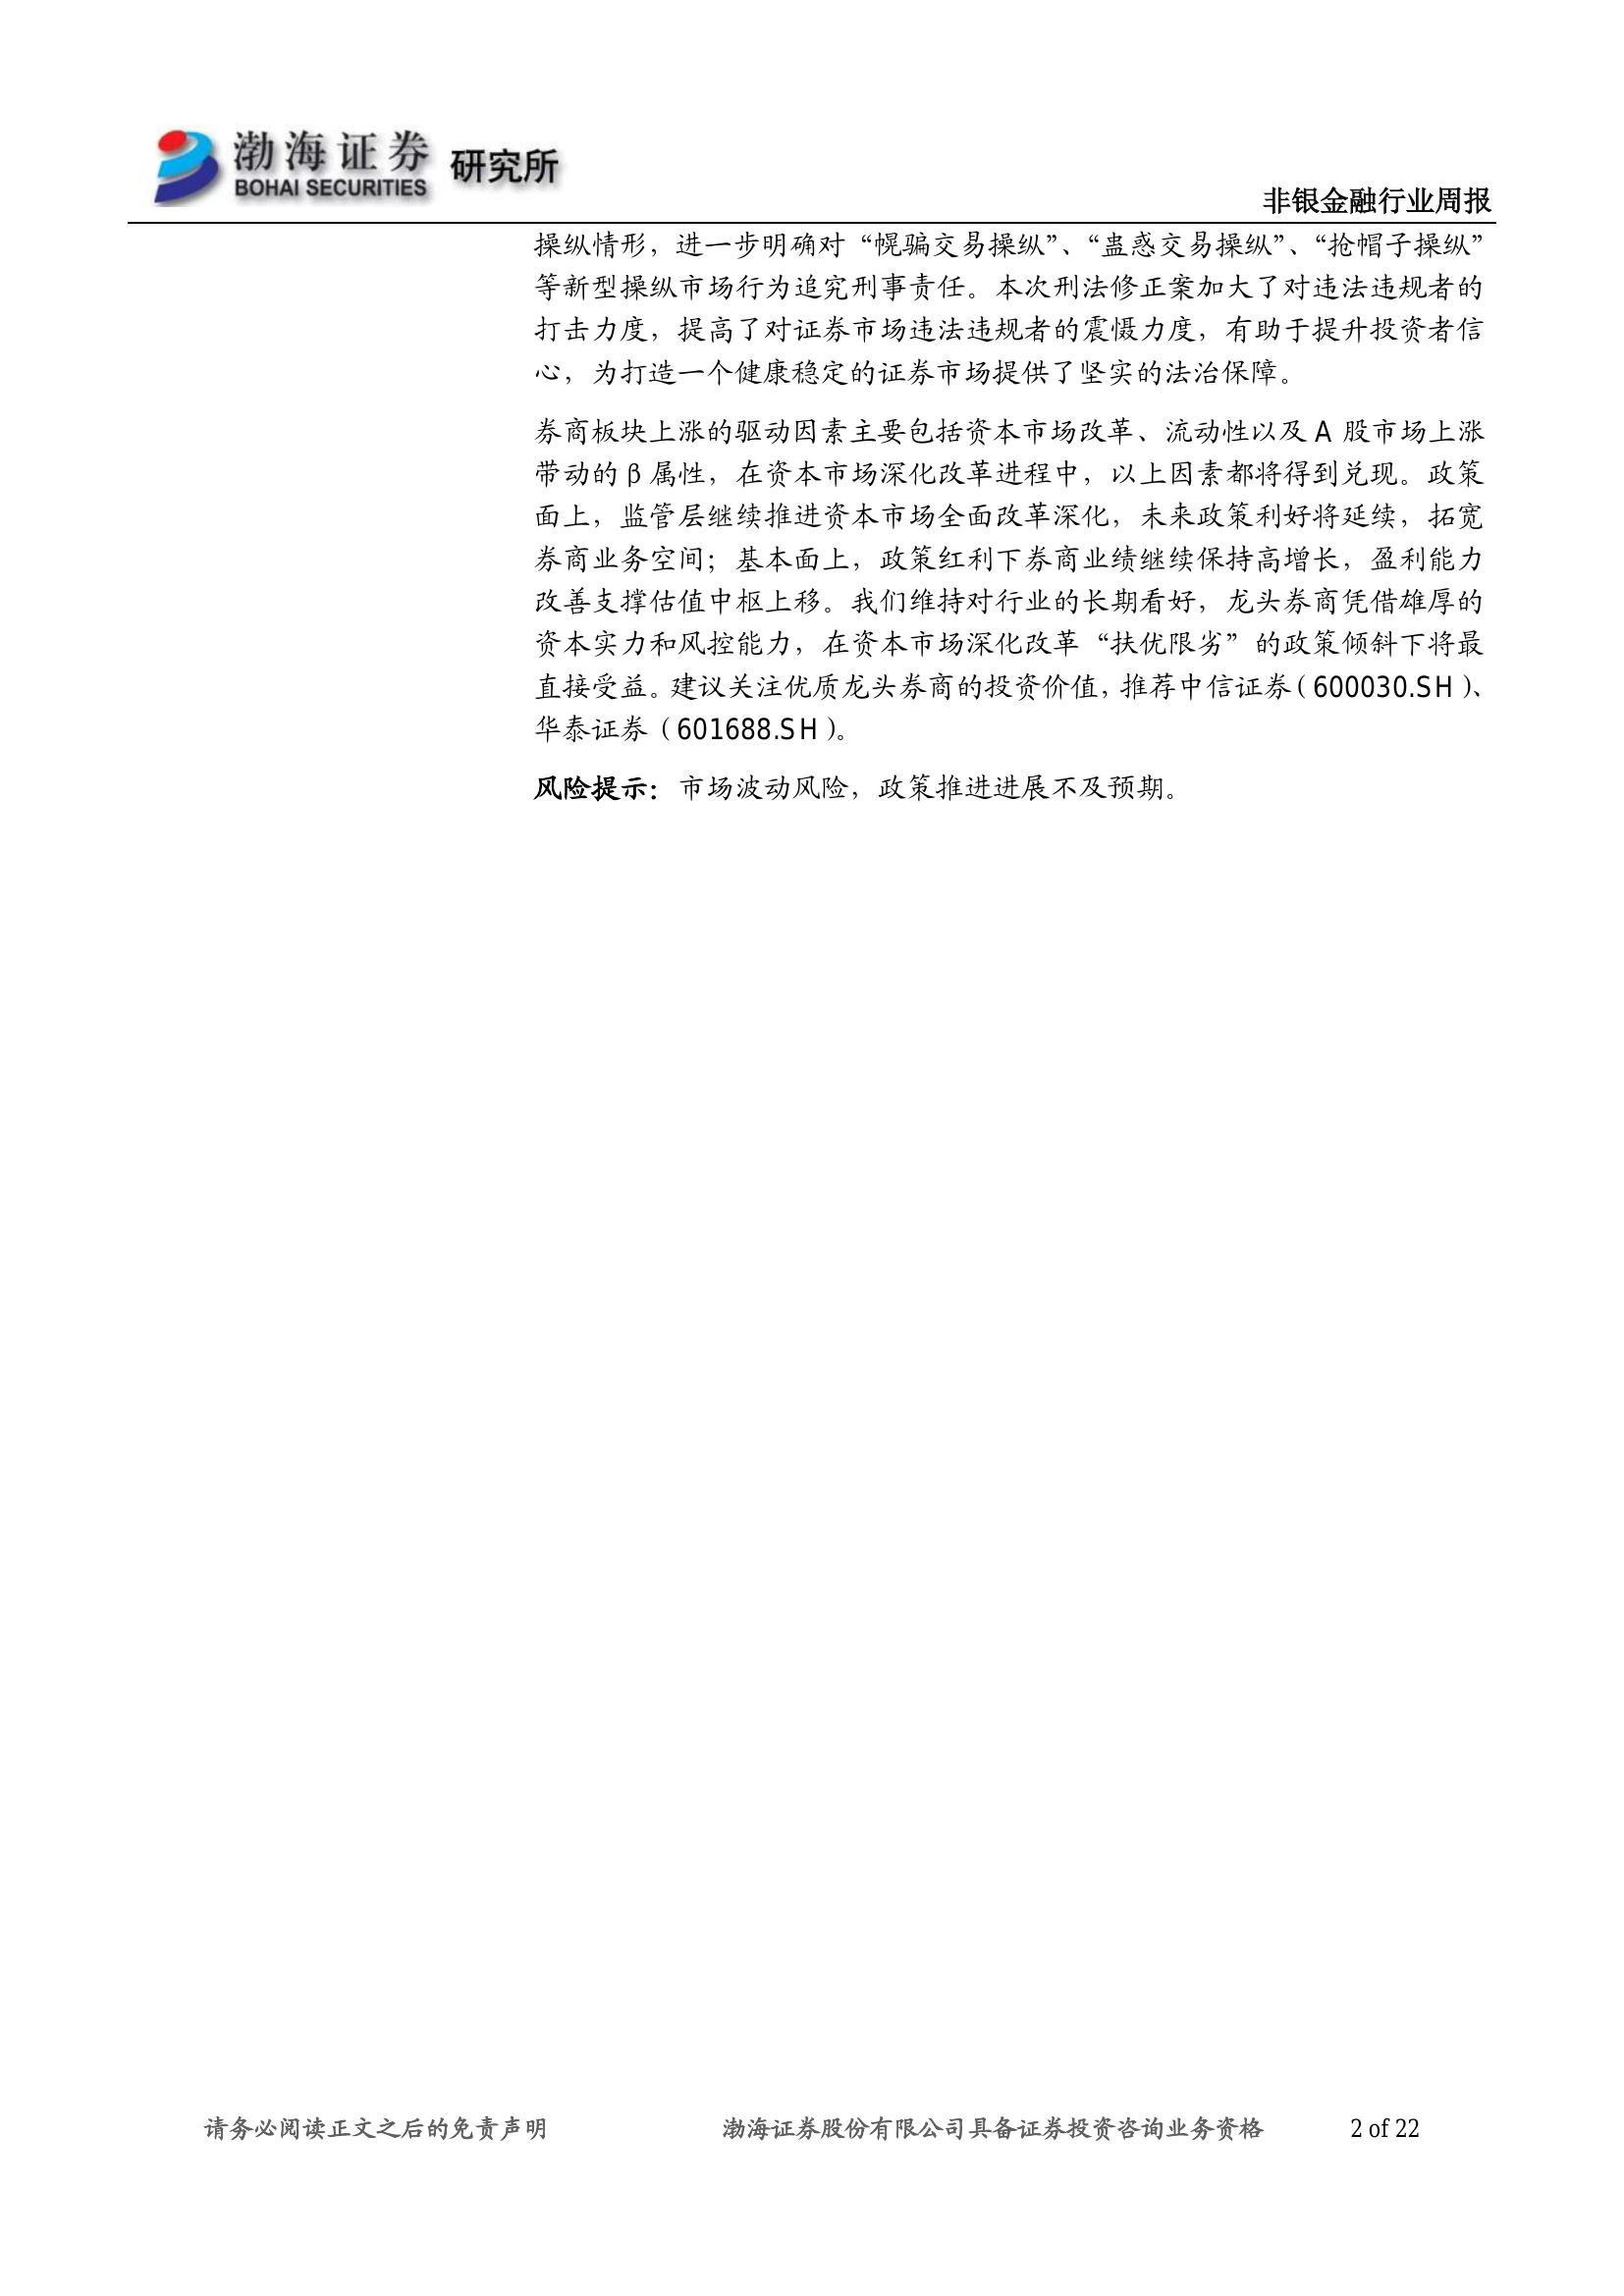 渤海证券 研究所
BOHAI SECURITIES
非银金融行业周报
操纵情形，进一步明确对“幌骗交易操纵”、“蛊惑交易操纵”、“抢帽子操纵”
等新型操纵市场行为追究刑事责任。本次刑法修正案加大了对违法违规者的
打击力度，提高了对证券市场违法违规者的震慑力度，有助于提升投资者信
心，为打造一个健康稳定的证券市场提供了坚实的法治保障。
券商板块上涨的驱动因素主要包括资本市场改革、流动性以及 A 股市场上涨
带动的 β 属性，在资本市场深化改革进程中，以上因素都将得到兑现。政策
面上，监管层继续推进资本市场全面改革深化，未来政策利好将延续，拓宽
券商业务空间；基本面上，政策红利下券商业绩继续保持高增长，盈利能力
改善支撑估值中枢上移。我们维持对行业的长期看好，龙头券商凭借雄厚的
资本实力和风控能力，在资本市场深化改革“扶优限劣”的政策倾斜下将最
直接受益。建议关注优质龙头券商的投资价值，推荐中信证券（600030.SH）、
华泰证券（601688.SH）。
风险提示：市场波动风险，政策推进进展不及预期。
请务必阅读正文之后的免责声明 渤海证券股份有限公司具备证券投资咨询业务资格 2 of 22